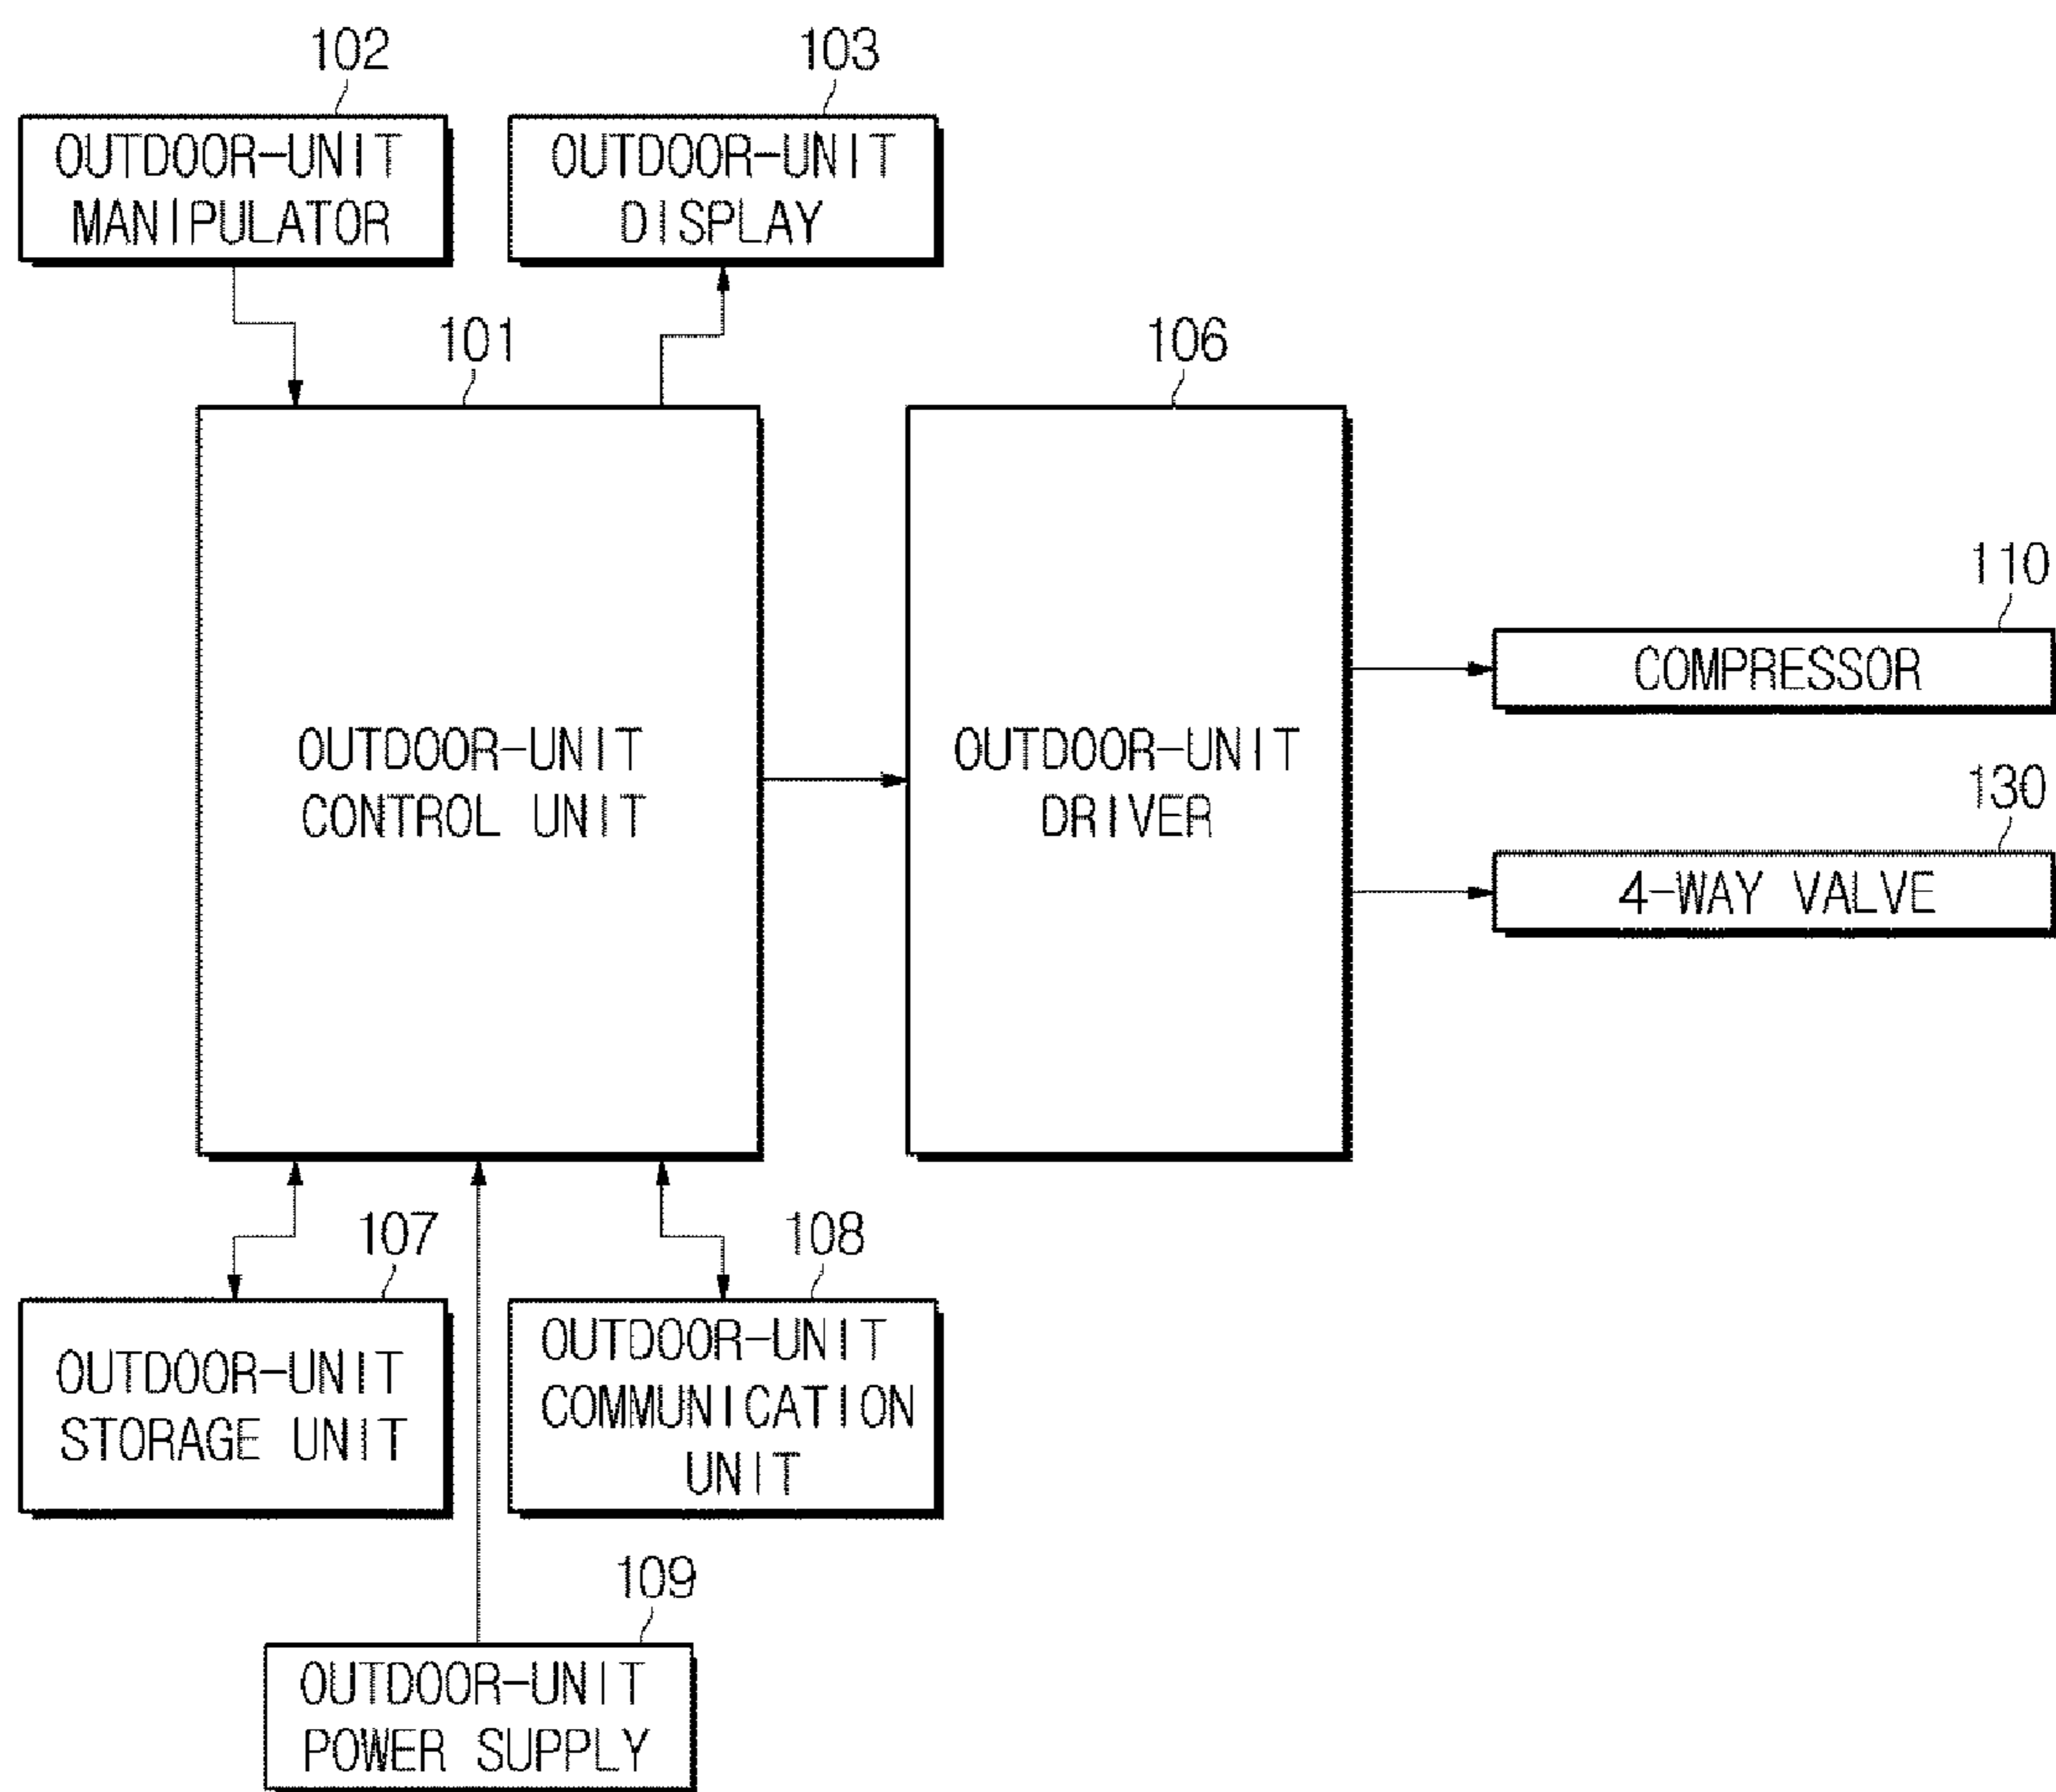 102
103
OUTDOOR-UNIT
MANIPULATOR
OUTDOOR-UNIT
DISPLAY
101
106
OUTDOOR-UNIT
CONTROL UNIT
OUTDOOR-UNIT
DRIVER
110
COMPRESSOR
130
4-WAY VALVE
107
108
OUTDOOR-UNIT
STORAGE UNIT
OUTDOOR-UNIT
COMMUNICATION
UNIT
109
OUTDOOR-UNIT
POWER SUPPLY